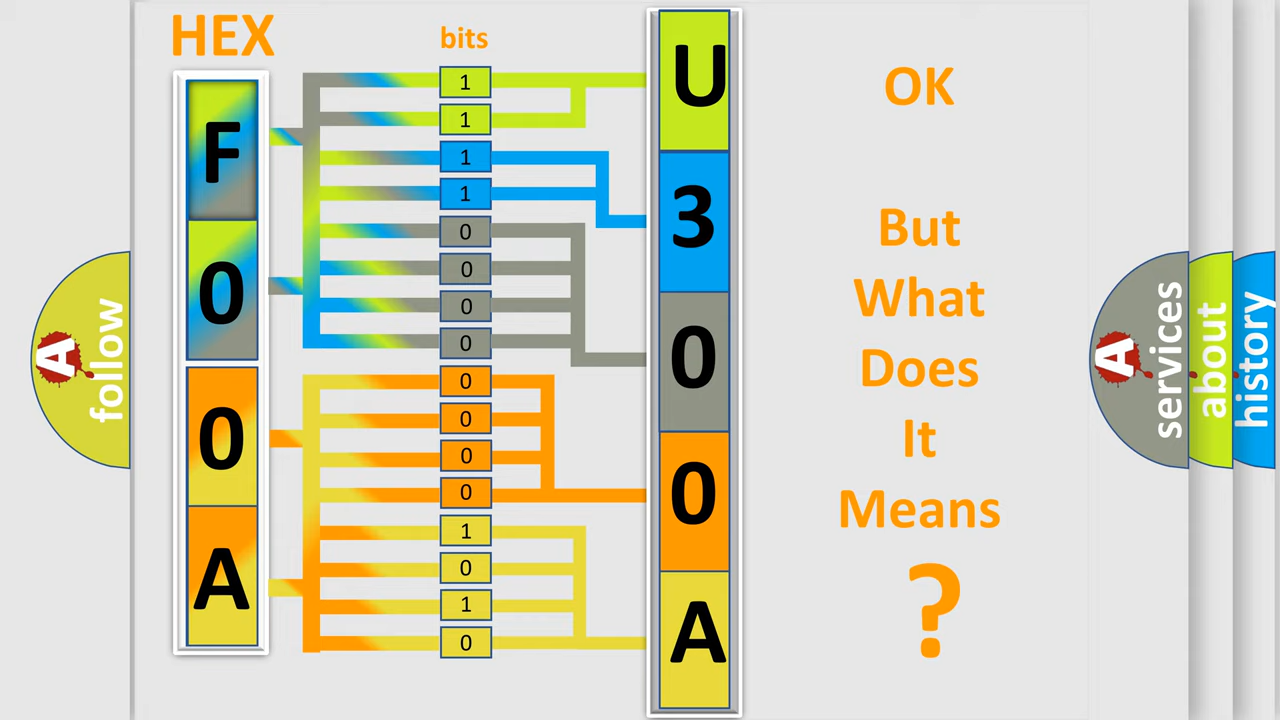 HEX
bits
F
0
0
A
1
1
1
1
0
0
0
0
0
0
0
0
1
0
1
0
U
3
0
0
A
OK
But
What
Does
It
Means
?
A
follow
A
services
about
history